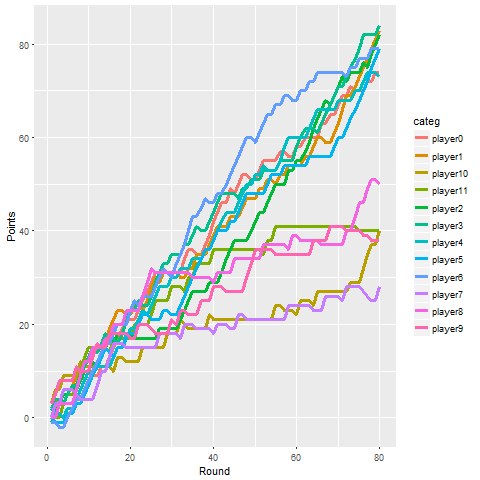 80
60
40
20
0
Points
0
20
40
60
80
Round
categ
player0
player1
player10
player11
player2
player3
player4
player5
player6
player7
player8
player9